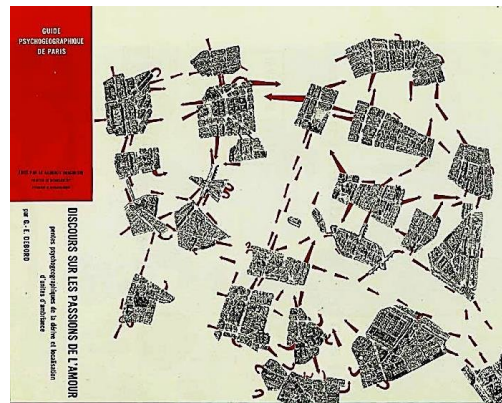 GUIDE
PSYCHOGEOGRAPHIQUE
DE PARIS
DISCOURS SUR LES PASSIONS DE L'AMOUR
pentes psychogeographiques de la dérive et localisation
d'unités d'ambiance
par G.-E. DEBORD